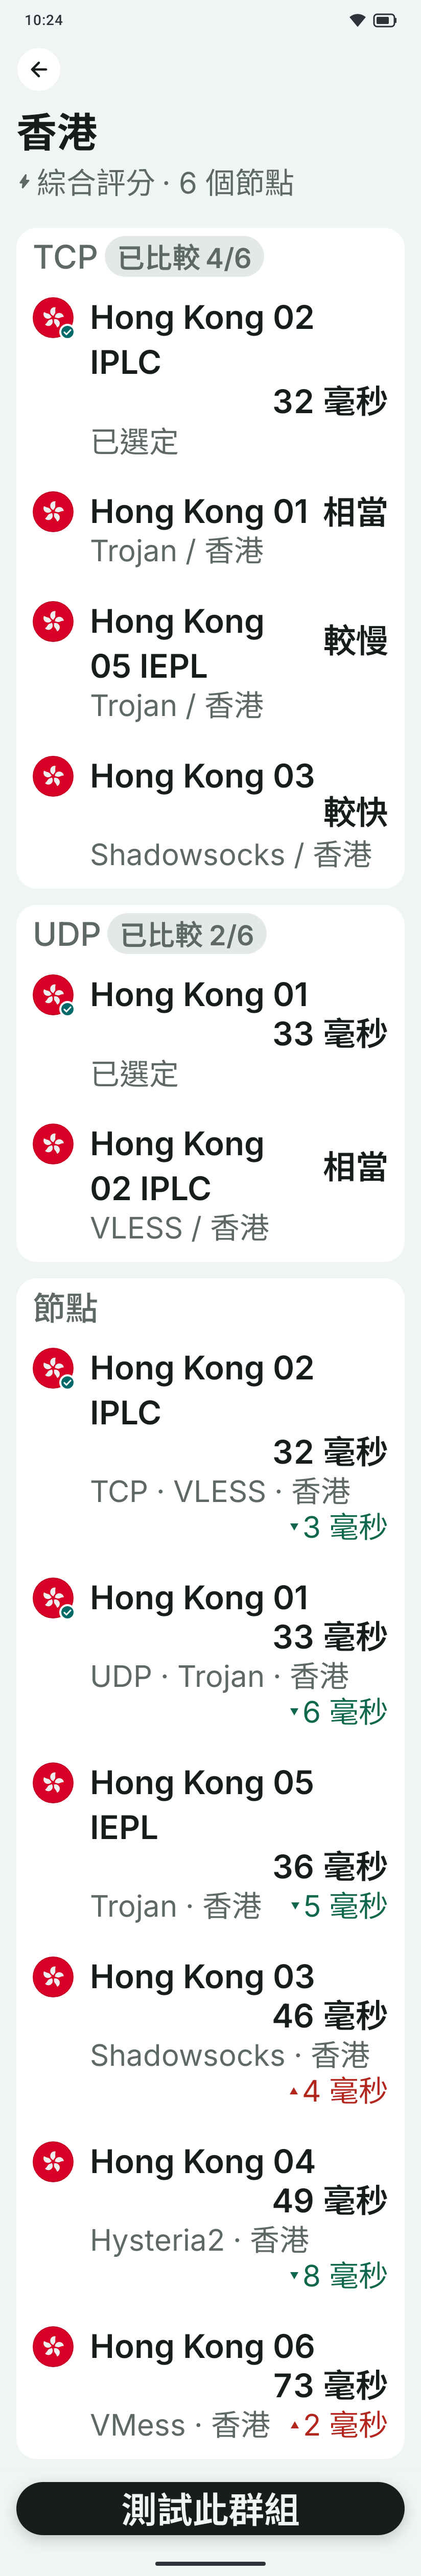 10:24
香港
綜合評分 · 6 個節點
TCP 已比較 4/6
Hong Kong 02
IPLC
32 毫秒
已選定
Hong Kong 01 相當
Trojan / 香港
Hong Kong
05 IEPL
較慢
Trojan / 香港
Hong Kong 03
較快
Shadowsocks / 香港
UDP 已比較 2/6
Hong Kong 01
33 毫秒
已選定
Hong Kong
02 IPLC
相當
VLESS / 香港
節點
Hong Kong 02
IPLC
32 毫秒
TCP · VLESS · 香港
▼3 毫秒
Hong Kong 01
33 毫秒
UDP · Trojan · 香港
▼6 毫秒
Hong Kong 05
IEPL
36 毫秒
Trojan · 香港 ▼5 毫秒
Hong Kong 03
46 毫秒
Shadowsocks · 香港
▲4 毫秒
Hong Kong 04
49 毫秒
Hysteria2 · 香港
▼8 毫秒
Hong Kong 06
73 毫秒
VMess · 香港 ▲2 毫秒
測試此群組